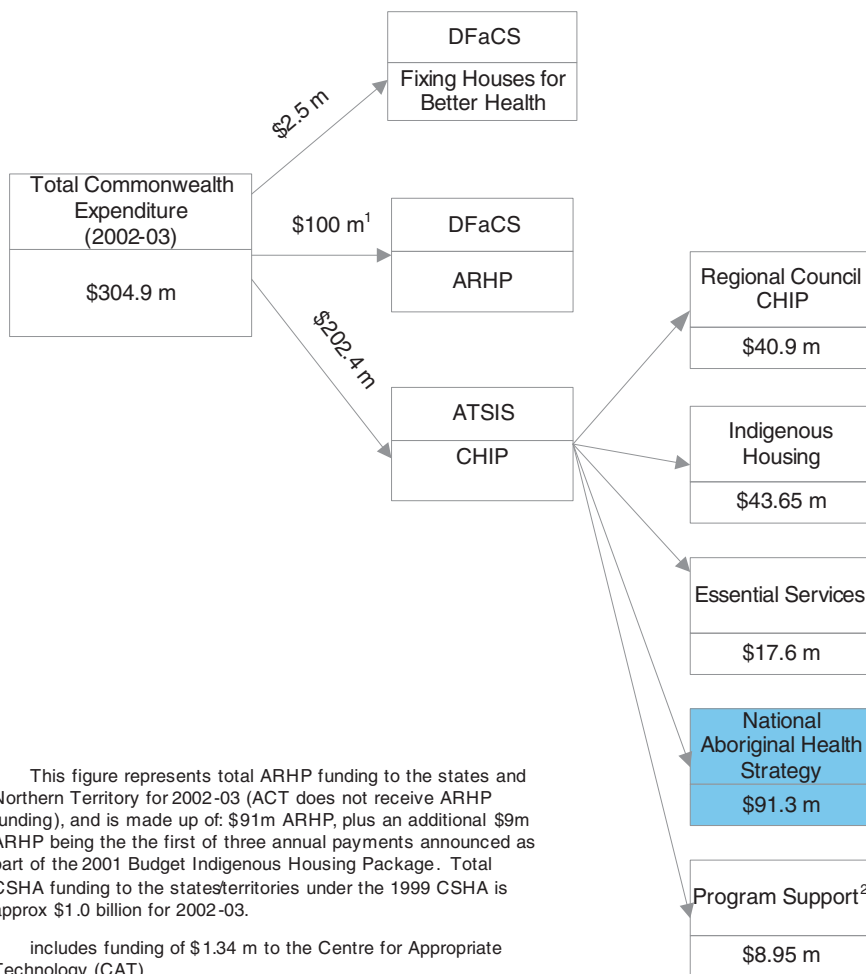 DFaCS
Fixing Houses for
Better Health
$2.5 m
Total Commonwealth
Expenditure
(2002-03)
$304.9 m
$100 m¹
DFaCS
ARHP
$202.4 m
ATSIS
CHIP
Regional Council
CHIP
$40.9 m
Indigenous
Housing
$43.65 m
Essential Services
$17.6 m
National
Aboriginal Health
Strategy
$91.3 m
Program Support²
$8.95 m
This figure represents total ARHP funding to the states and
Northern Territory for 2002-03 (ACT does not receive ARHP
funding), and is made up of: $91m ARHP, plus an additional $9m
ARHP being the the first of three annual payments announced as
part of the 2001 Budget Indigenous Housing Package. Total
CSHA funding to the states/territories under the 1999 CSHA is
approx $1.0 billion for 2002-03.
includes funding of $1.34 m to the Centre for Appropriate
Technology (CAT)